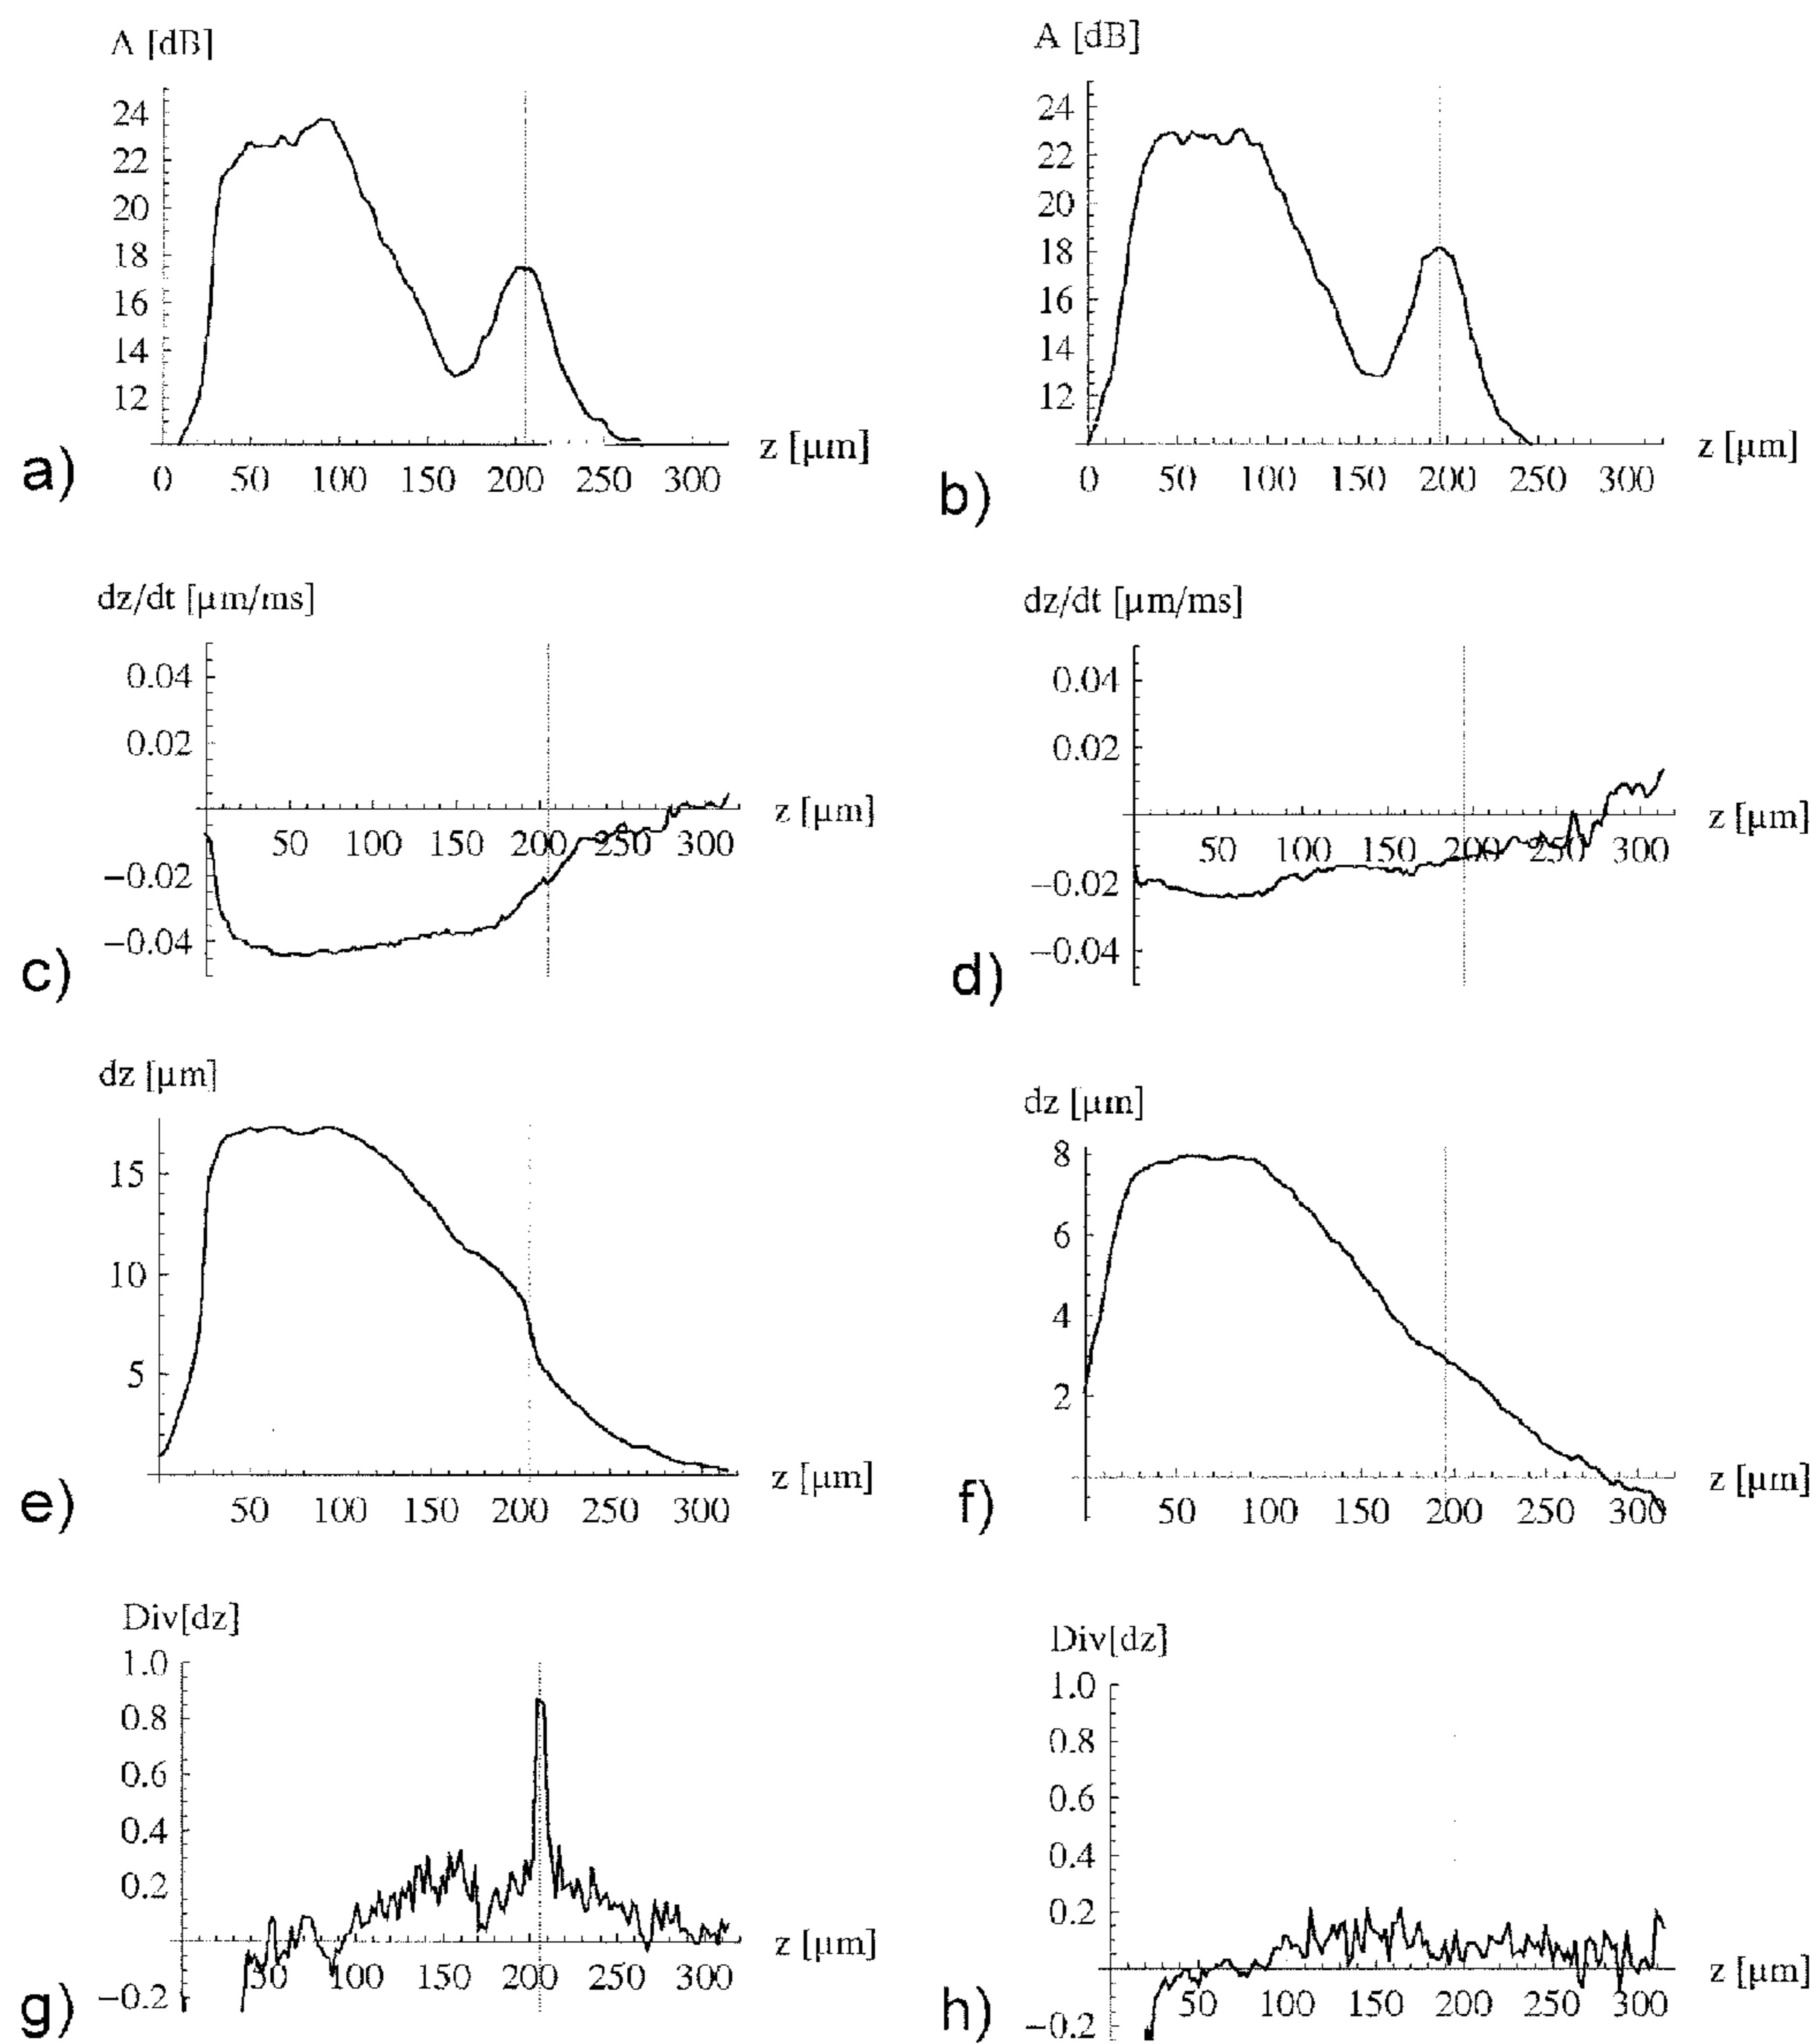 A [dB]
24
22
20
18
16
14
12
0 50 100 150 200 250 300
z [μm]
a)
A [dB]
24
22
20
18
16
14
12
0 50 100 150 200 250 300
z [μm]
b)
dz/dt [μm/ms]
0.04
0.02
z [μm]
50 100 150 200 250 300
−0.02
−0.04
c)
dz/dt [μm/ms]
0.04
0.02
z [μm]
50 100 150 200 250 300
−0.02
−0.04
d)
dz [μm]
15
10
5
z [μm]
50 100 150 200 250 300
e)
dz [μm]
8
6
4
2
z [μm]
50 100 150 200 250 300
f)
Div[dz]
1.0
0.8
0.6
0.4
0.2
z [μm]
50 100 150 200 250 300
−0.2
g)
Div[dz]
1.0
0.8
0.6
0.4
0.2
z [μm]
50 100 150 200 250 300
−0.2
h)